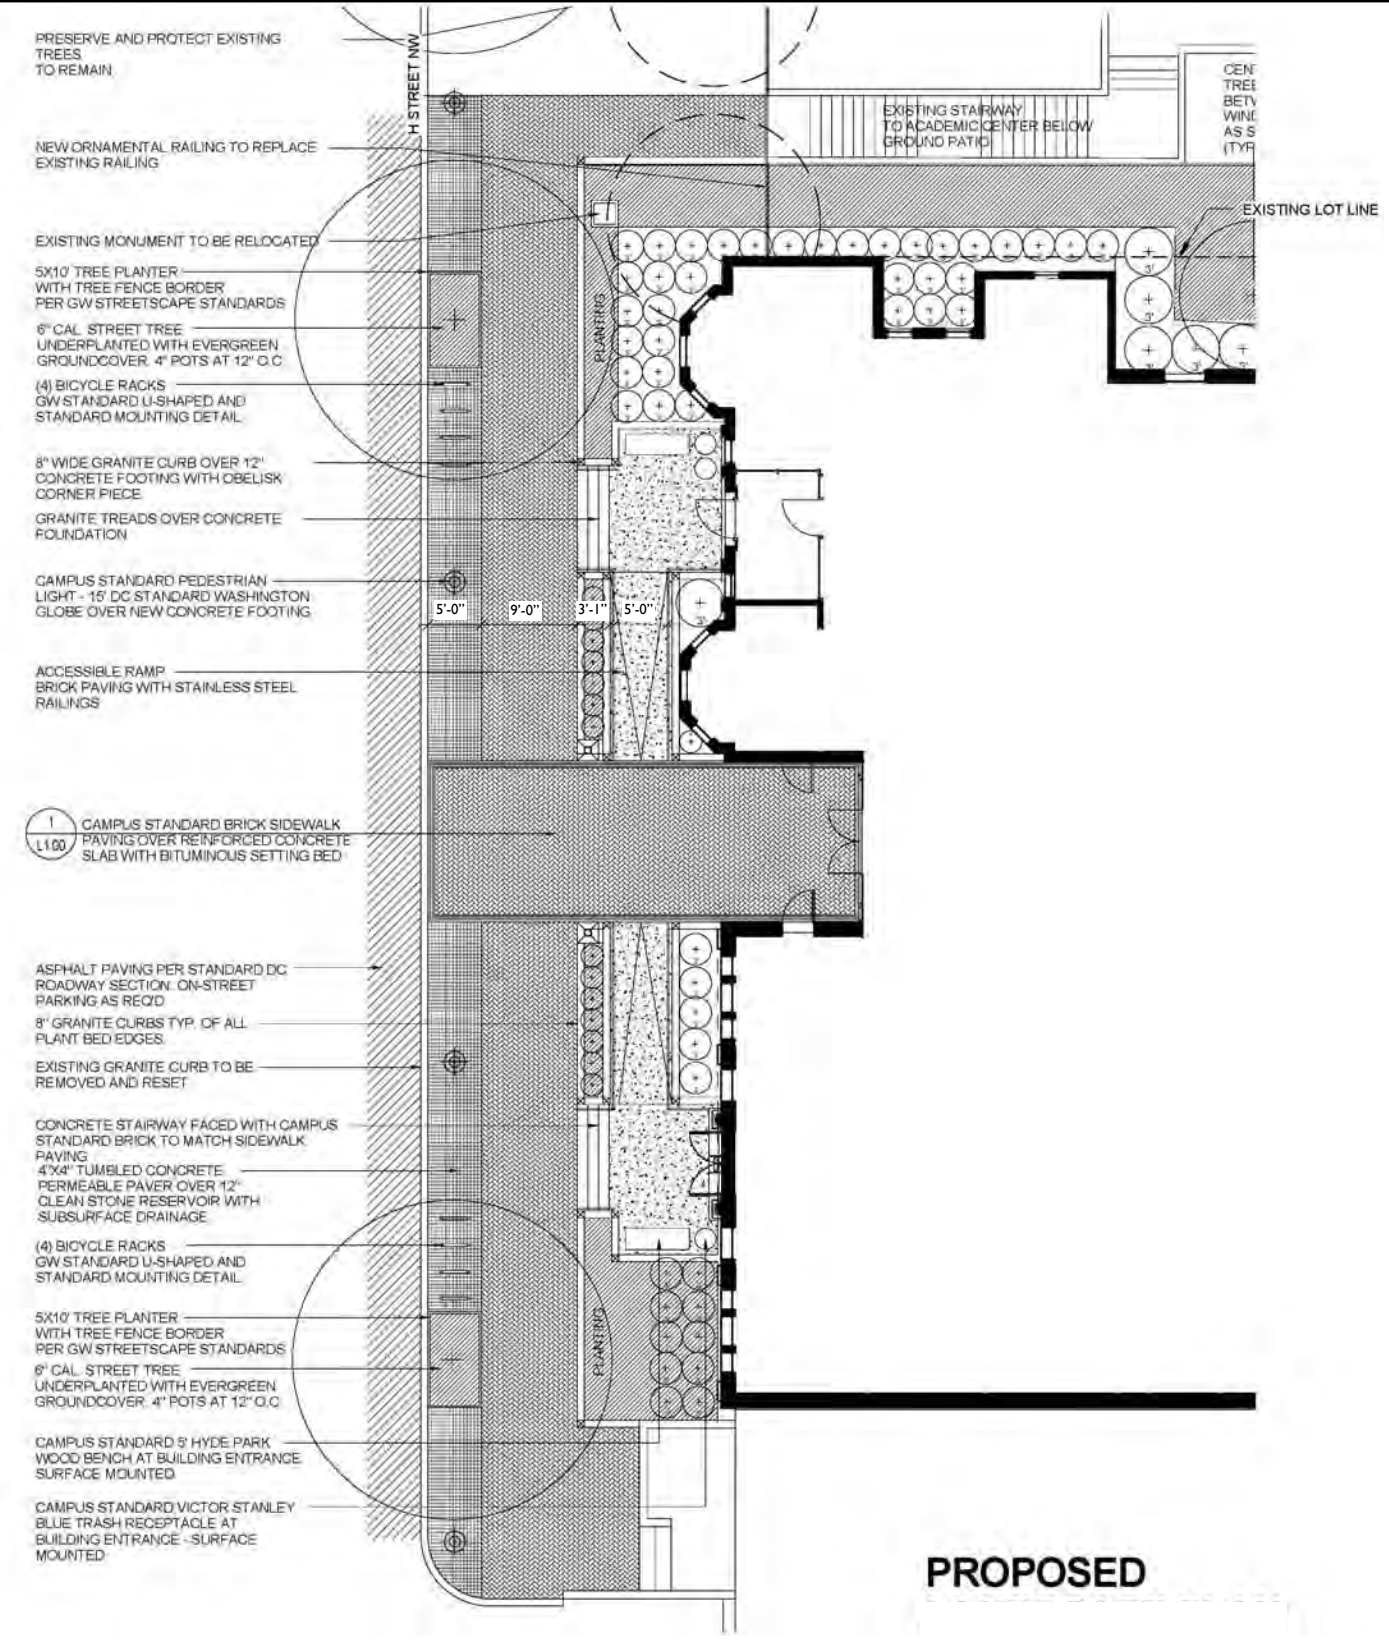 PRESERVE AND PROTECT EXISTING
TREES
TO REMAIN
NEW ORNAMENTAL RAILING TO REPLACE
EXISTING RAILING
EXISTING MONUMENT TO BE RELOCATED
5X10' TREE PLANTER
WITH TREE FENCE BORDER
PER GW STREETSCAPE STANDARDS
6" CAL. STREET TREE
UNDERPLANTED WITH EVERGREEN
GROUNDCOVER. 4" POTS AT 12" O.C
(4) BICYCLE RACKS
GW STANDARD U-SHAPED AND
STANDARD MOUNTING DETAIL
8" WIDE GRANITE CURB OVER 12"
CONCRETE FOOTING WITH OBELISK
CORNER PIECE
GRANITE TREADS OVER CONCRETE
FOUNDATION
CAMPUS STANDARD PEDESTRIAN
LIGHT - 15' DC STANDARD WASHINGTON
GLOBE OVER NEW CONCRETE FOOTING
ACCESSIBLE RAMP
BRICK PAVING WITH STAINLESS STEEL
RAILINGS
1
L1.00
CAMPUS STANDARD BRICK SIDEWALK
PAVING OVER REINFORCED CONCRETE
SLAB WITH BITUMINOUS SETTING BED
ASPHALT PAVING PER STANDARD DC
ROADWAY SECTION. ON-STREET
PARKING AS REQ'D
8" GRANITE CURBS TYP. OF ALL
PLANT BED EDGES
EXISTING GRANITE CURB TO BE
REMOVED AND RESET
CONCRETE STAIRWAY FACED WITH CAMPUS
STANDARD BRICK TO MATCH SIDEWALK
PAVING
4"X4" TUMBLED CONCRETE
PERMEABLE PAVER OVER 12"
CLEAN STONE RESERVOIR WITH
SUBSURFACE DRAINAGE
(4) BICYCLE RACKS
GW STANDARD U-SHAPED AND
STANDARD MOUNTING DETAIL
5X10' TREE PLANTER
WITH TREE FENCE BORDER
PER GW STREETSCAPE STANDARDS
6" CAL. STREET TREE
UNDERPLANTED WITH EVERGREEN
GROUNDCOVER. 4" POTS AT 12" O.C
CAMPUS STANDARD 5' HYDE PARK
WOOD BENCH AT BUILDING ENTRANCE
SURFACE MOUNTED
CAMPUS STANDARD VICTOR STANLEY
BLUE TRASH RECEPTACLE AT
BUILDING ENTRANCE - SURFACE
MOUNTED
H STREET NW
5'-0"
9'-0"
3'-1"
5'-0"
PLANTING
PLANTING
EXISTING STAIRWAY
TO ACADEMIC CENTER BELOW
GROUND PATIO
CEN
TREE
BETW
WIND
AS S
(TYP
EXISTING LOT LINE
3'
3'
3'
3'
3'
3'
PROPOSED